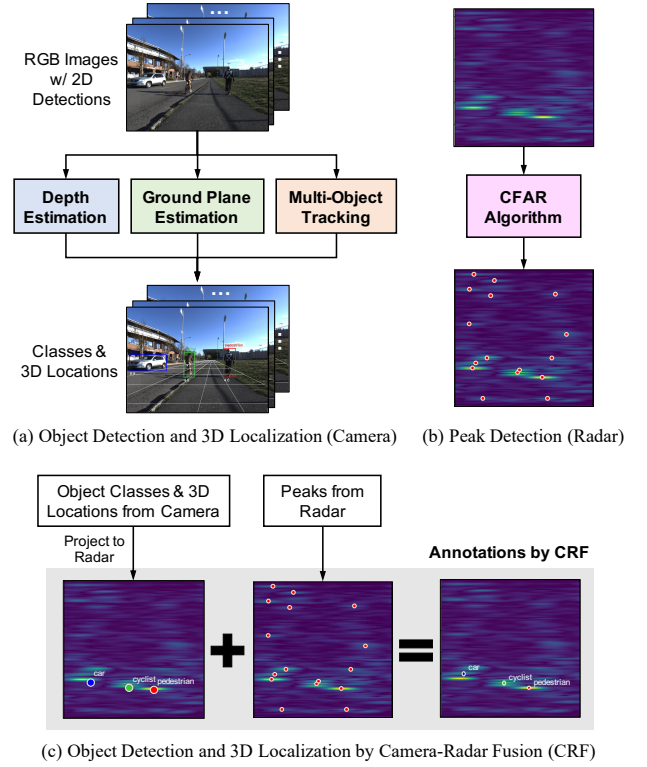 RGB Images
w/ 2D
Detections
Depth
Estimation
Ground Plane
Estimation
Multi-Object
Tracking
CFAR
Algorithm
Classes &
3D Locations
(a) Object Detection and 3D Localization (Camera)
(b) Peak Detection (Radar)
Object Classes & 3D
Locations from Camera
Peaks from
Radar
Project to
Radar
Annotations by CRF
car
cyclist
pedestrian
car
cyclist
pedestrian
(c) Object Detection and 3D Localization by Camera-Radar Fusion (CRF)